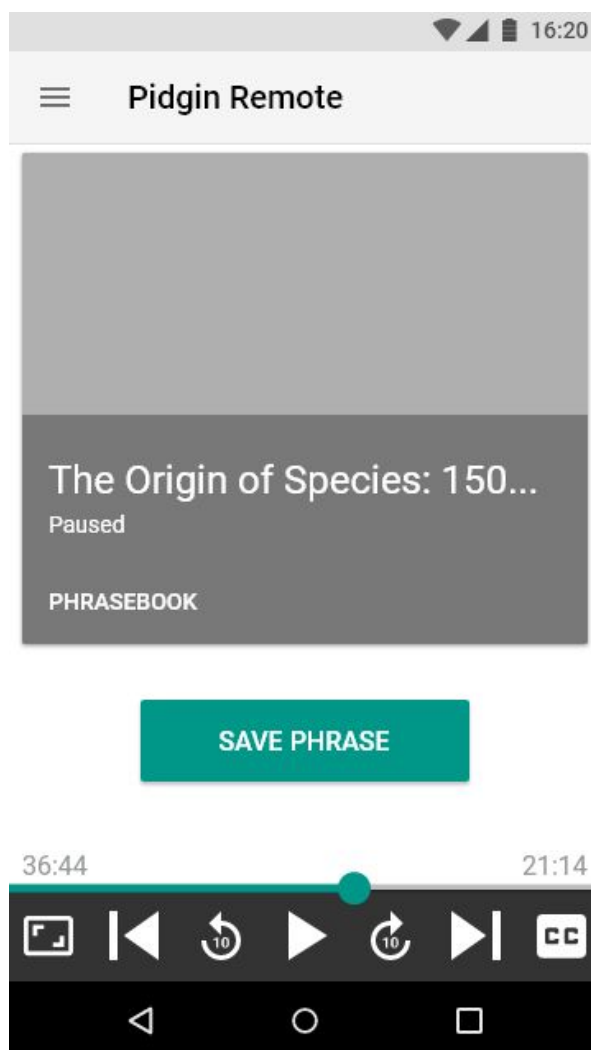 16:20
Pidgin Remote
The Origin of Species: 150...
Paused
PHRASEBOOK
SAVE PHRASE
36:44 21:14
10 10 CC